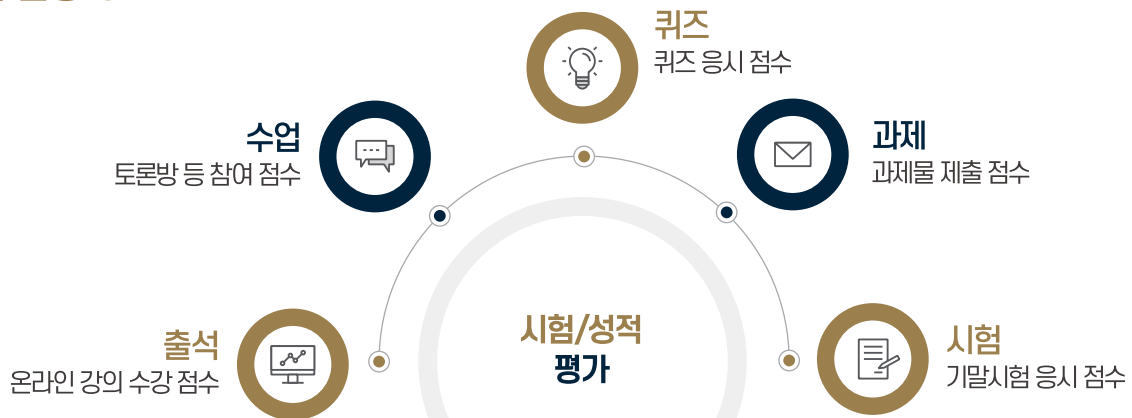 퀴즈
퀴즈 응시 점수
수업
토론방 등 참여 점수
과제
과제물 제출 점수
시험/성적
평가
출석
온라인 강의 수강 점수
시험
기말시험 응시 점수